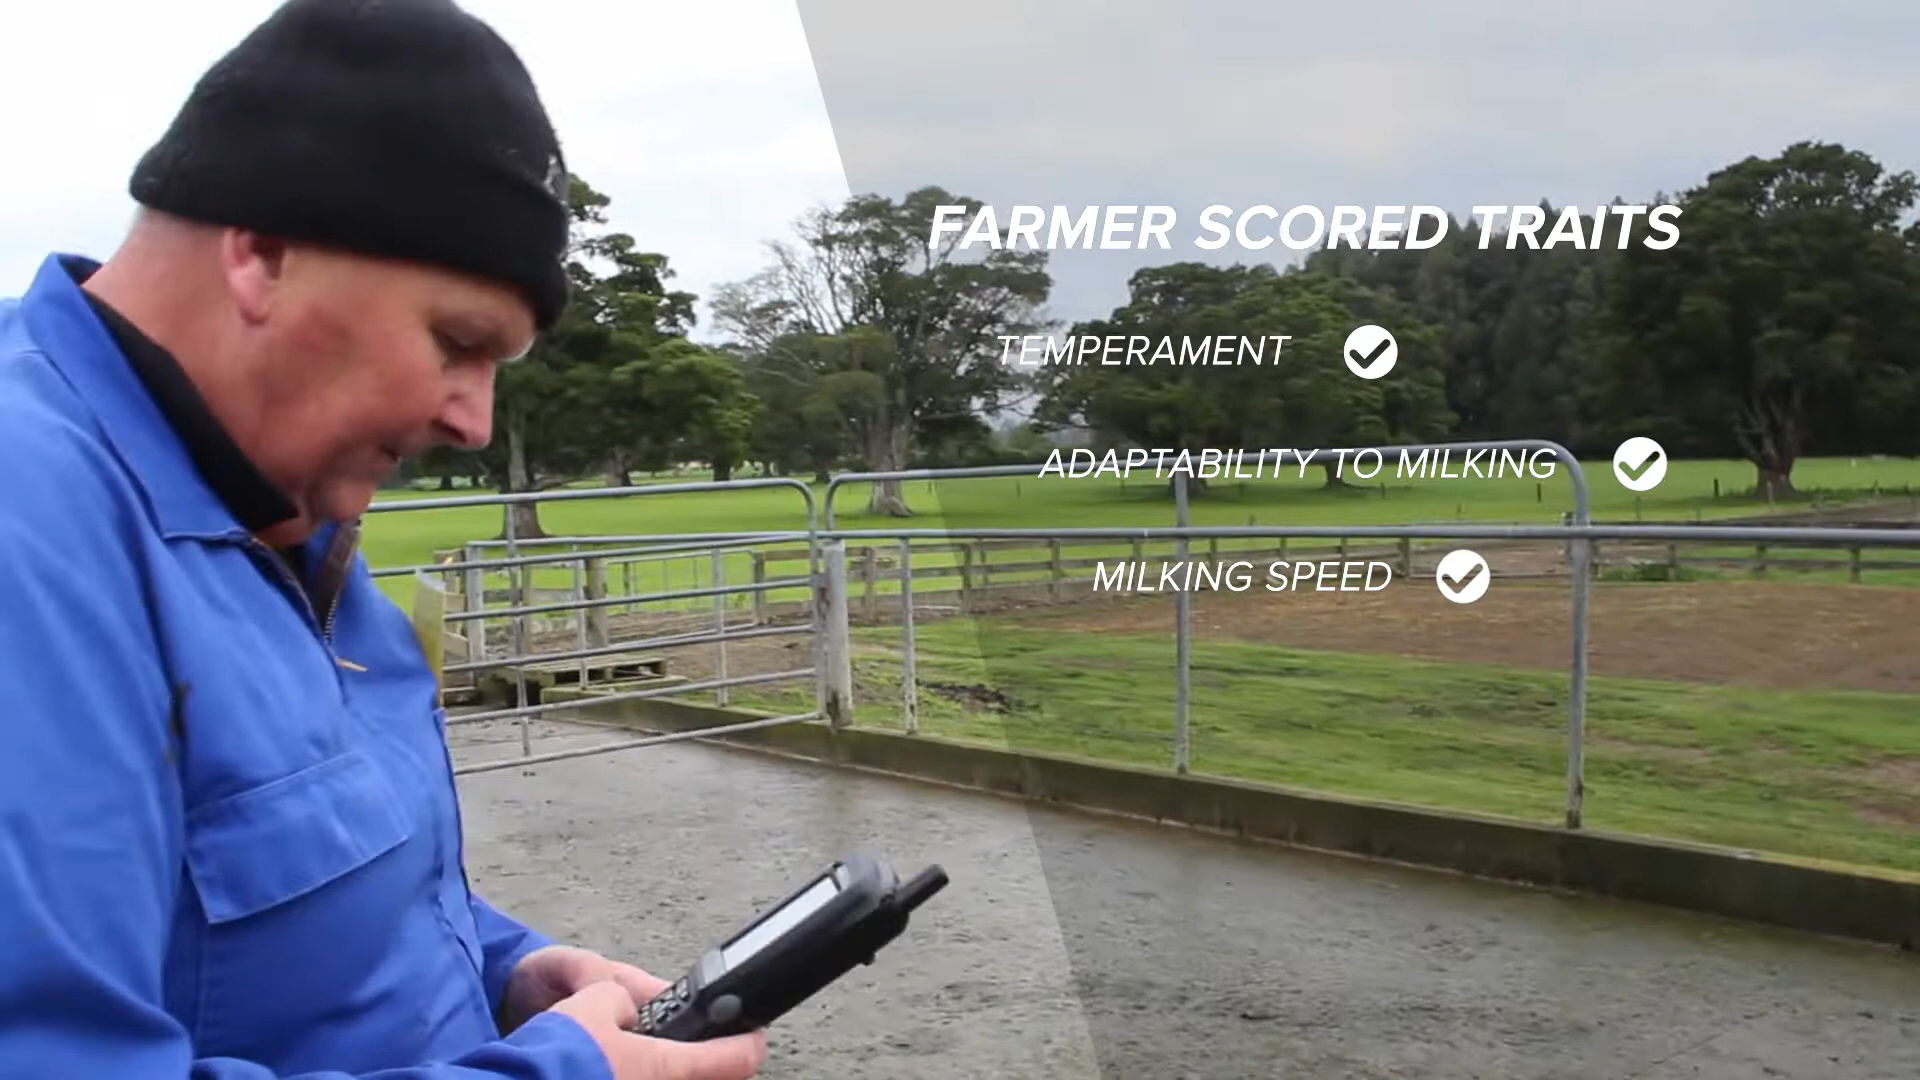 FARMER SCORED TRAITS
TEMPERAMENT
ADAPTABILITY TO MILKING
MILKING SPEED